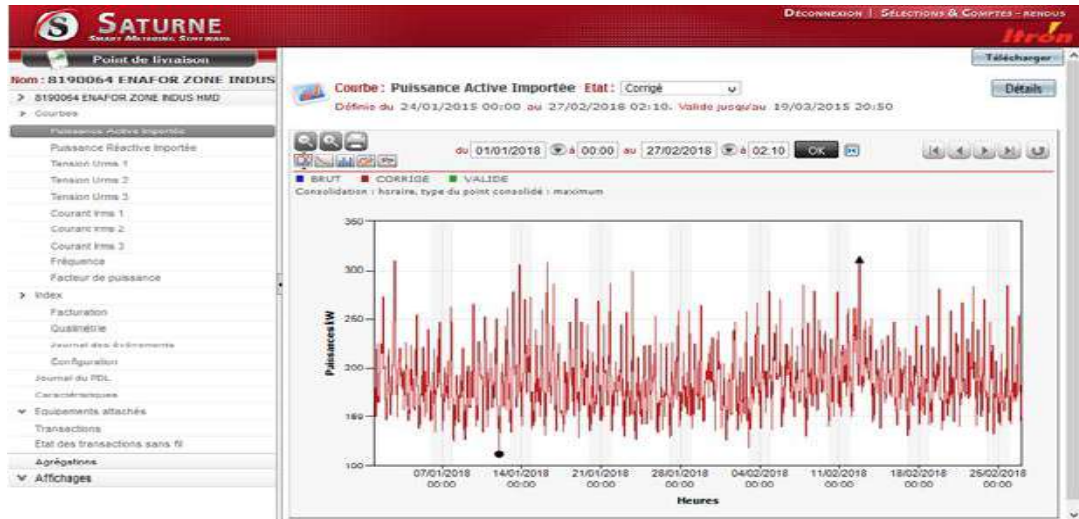 DÉCONNEXION | SÉLECTIONS & COMPTES - RENDUS
S SATURNE
SMART METERING SOFTWARE
Itrón
Point de livraison
Télécharger
Nom : 8190064 ENAFOR ZONE INDUS
8190064 ENAFOR ZONE INDUS HMD
Courbes
Puissance Active Importée
Puissance Réactive Importée
Tension Urms 1
Tension Urms 2
Tension Urms 3
Courant Irms 1
Courant Irms 2
Courant Irms 3
Fréquence
Facteur de puissance
Index
Facturation
Qualimétrie
Journal des évènements
Configuration
Journal du PDL
Caractéristiques
Equipements attachés
Transactions
Etat des transactions sans fil
Agrégations
Affichages
Courbe : Puissance Active Importée Etat : Corrigé
Détails
Définie du 24/01/2015 00:00 au 27/02/2018 02:10. Valide jusqu'au 19/03/2015 20:50
du 01/01/2018 à 00:00 au 27/02/2018 à 02:10 OK
BRUT CORRIGE VALIDE
Consolidation : horaire, type du point consolidé : maximum
Puissances kW
350
300
250
200
150
100
07/01/2018 14/01/2018 21/01/2018 28/01/2018 04/02/2018 11/02/2018 18/02/2018 25/02/2018
00:00 00:00 00:00 00:00 00:00 00:00 00:00 00:00
Heures